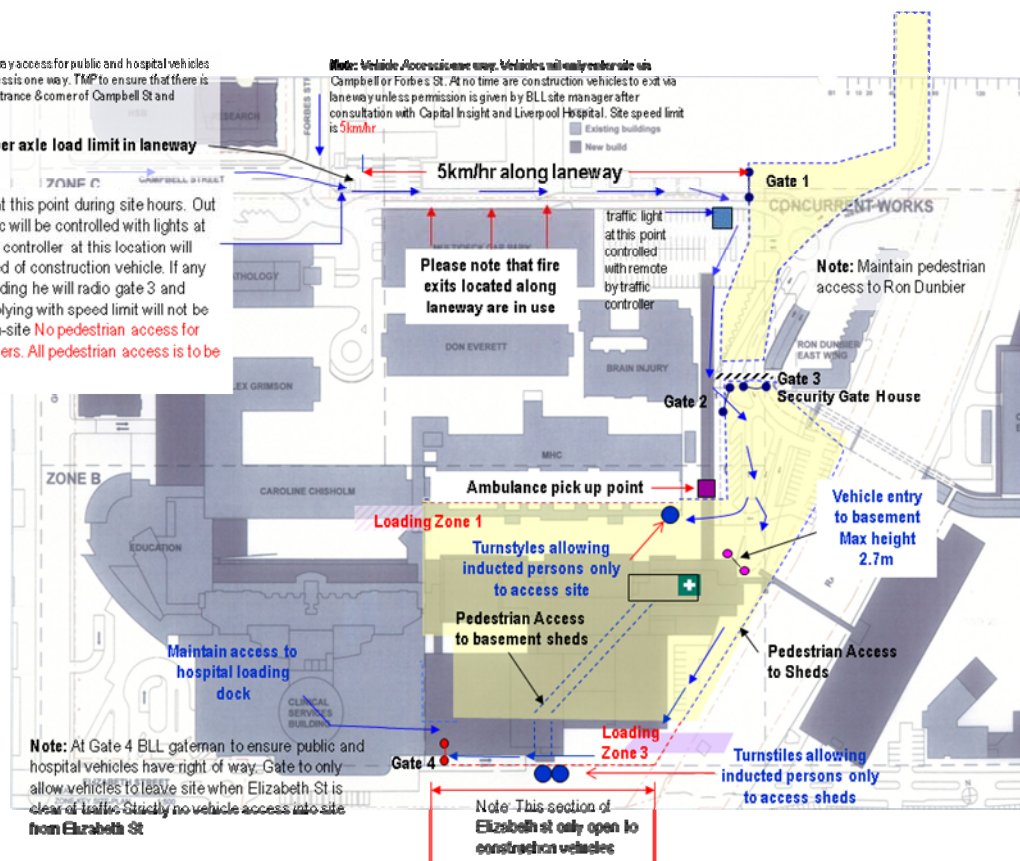 ay access for public and hospital vehicles
ess is one way. TMP to ensure that there is
trance & corner of Campbell St and
er axle load limit in laneway
ZONE C
CAMPBELL STREET
t this point during site hours. Out
c will be controlled with lights at
controller at this location will
d of construction vehicle. If any
ding he will radio gate 3 and
plying with speed limit will not be
-site No pedestrian access for
ers. All pedestrian access is to be
Note: Vehicle Access is one way. Vehicles will only enter site via
Campbell or Forbes St. At no time are construction vehicles to exit via
laneway unless permission is given by BLL site manager after
consultation with Capital Insight and Liverpool Hospital. Site speed limit
is 5km/hr
Existing buildings
New build
RESEARCH
FORBES STR
5km/hr along laneway
Gate 1
CONCURRENT WORKS
traffic light
at this point
controlled
with remote
by traffic
controller
MULTIDECK CAR PARK
Please note that fire
exits located along
laneway are in use
Note: Maintain pedestrian
access to Ron Dunbier
ATHOLOGY
DON EVERETT
BRAIN INJURY
RON DUNBIER
EAST WING
LEX GRIMSON
Gate 3
Security Gate House
Gate 2
MHC
ZONE B
CAROLINE CHISHOLM
Ambulance pick up point
Loading Zone 1
Vehicle entry
to basement
Max height
2.7m
EDUCATION
Turnstyles allowing
inducted persons only
to access site
Pedestrian Access
to basement sheds
Pedestrian Access
to Sheds
Maintain access to
hospital loading
dock
CLINICAL
SERVICES
BUILDING
Loading
Zone 3
Gate 4
Note: At Gate 4 BLL gateman to ensure public and
hospital vehicles have right of way. Gate to only
allow vehicles to leave site when Elizabeth St is
clear of traffic Strictly no vehicle access into site
from Elizabeth St
ELIZABETH STREET
Turnstiles allowing
inducted persons only
to access sheds
Note: This section of
Elizabeth st only open to
construction vehicles